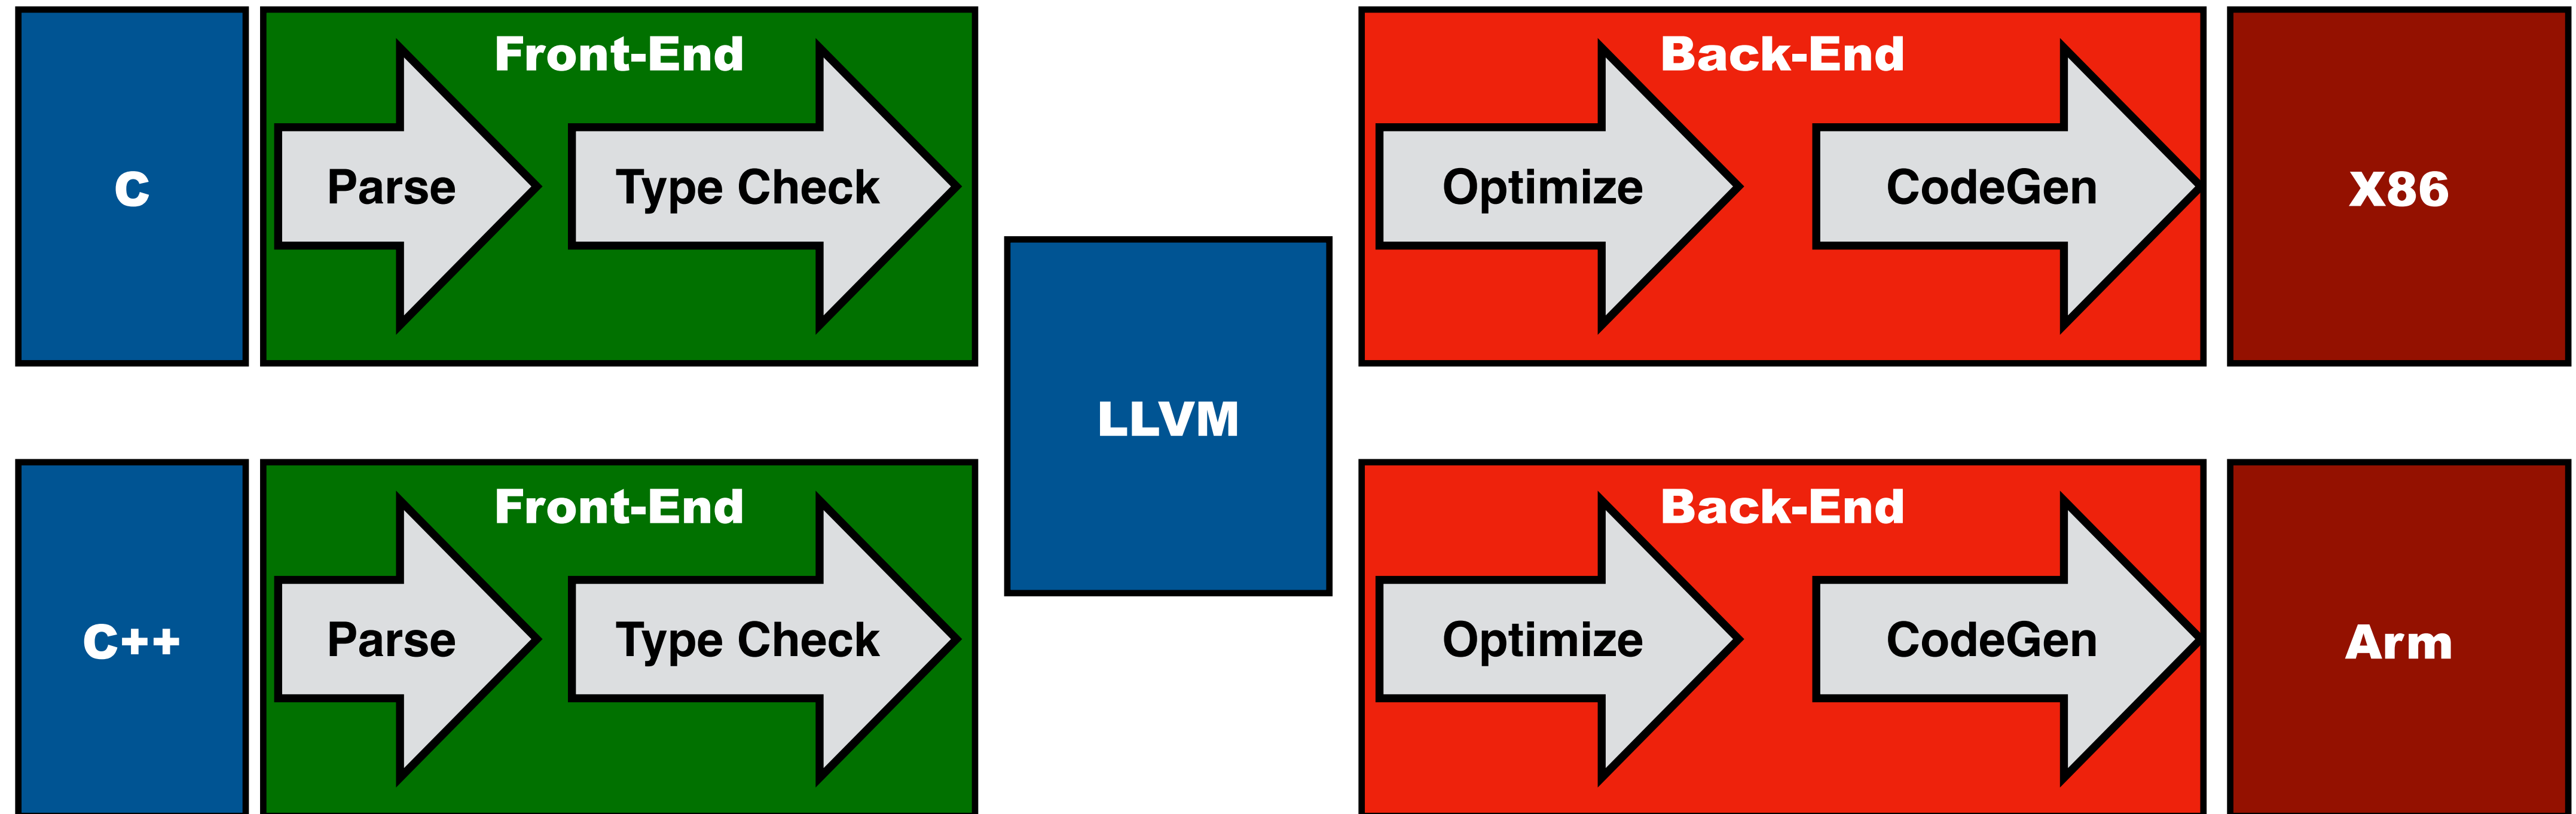 Front-End
Back-End
C
Parse
Type Check
Optimize
CodeGen
X86
LLVM
Front-End
Back-End
C++
Parse
Type Check
Optimize
CodeGen
Arm